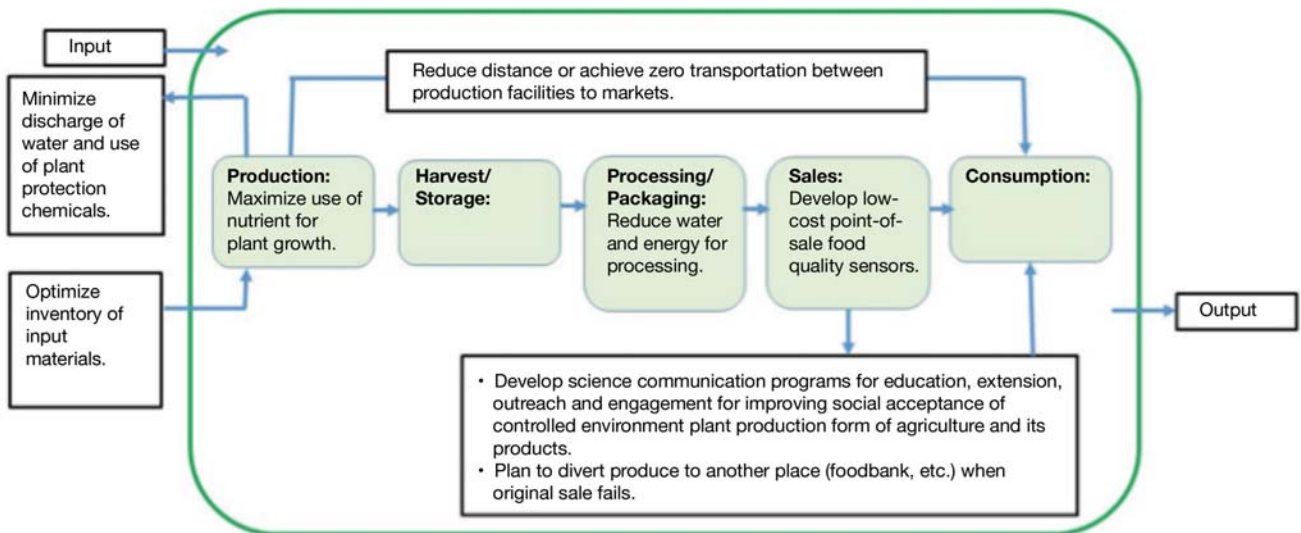 Input
Reduce distance or achieve zero transportation between
production facilities to markets.
Minimize
discharge of
water and use
of plant
protection
chemicals.
Production:
Maximize use of
nutrient for
plant growth.
Harvest/
Storage:
Processing/
Packaging:
Reduce water
and energy for
processing.
Sales:
Develop low-
cost point-of-
sale food
quality sensors.
Consumption:
Optimize
inventory of
input
materials.
Output
• Develop science communication programs for education, extension,
outreach and engagement for improving social acceptance of
controlled environment plant production form of agriculture and its
products.
• Plan to divert produce to another place (foodbank, etc.) when
original sale fails.